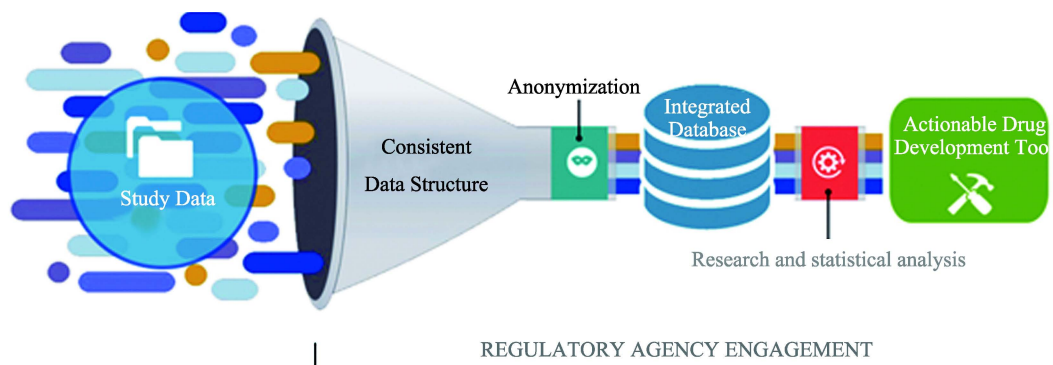 Study Data
Consistent
Data Structure
Anonymization
Integrated
Database
Research and statistical analysis
Actionable Drug
Development Too
REGULATORY AGENCY ENGAGEMENT